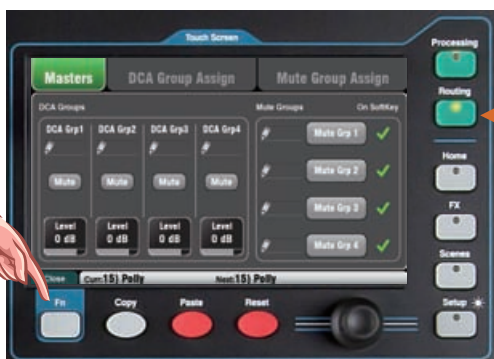 Touch Screen
Processing
Masters DCA Group Assign Mute Group Assign
Routing
DCA Groups Mute Groups On SoftKey
DCA Grp1 DCA Grp2 DCA Grp3 DCA Grp4
Mute Grp 1
Home
Mute Mute Mute Mute
Mute Grp 2
FX
Mute Grp 3
Level Level Level Level
0 dB 0 dB 0 dB 0 dB
Mute Grp 4
Scenes
Close Curr:15) Polly Next:15) Polly
Fn Copy Paste Reset Setup